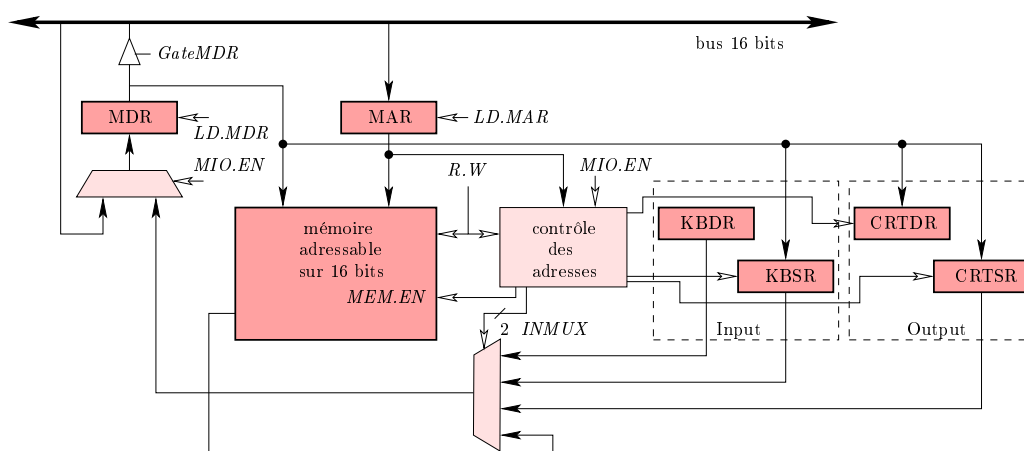 bus 16 bits
GateMDR
MDR
MAR
LD.MAR
LD.MDR
MIO.EN
R.W
MIO.EN
mémoire
adressable
sur 16 bits
MEM.EN
contrôle
des
adresses
KBDR
CRTDR
KBSR
CRTSR
2 INMUX
Input
Output